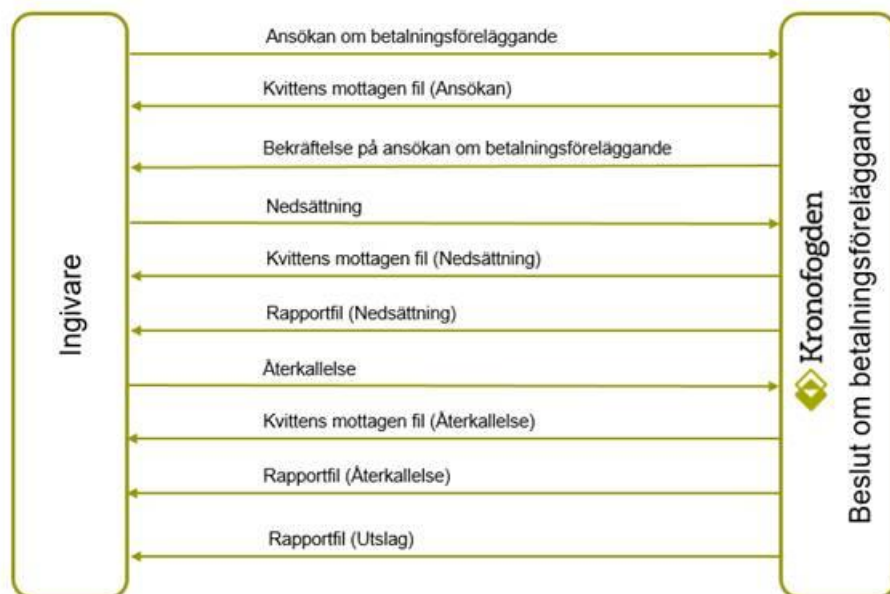 Ingivare
Ansökan om betalningsföreläggande
Kvittens mottagen fil (Ansökan)
Bekräftelse på ansökan om betalningsföreläggande
Nedsättning
Kvittens mottagen fil (Nedsättning)
Rapportfil (Nedsättning)
Återkallelse
Kvittens mottagen fil (Återkallelse)
Rapportfil (Återkallelse)
Rapportfil (Utslag)
Kronofogden
Beslut om betalningsföreläggande